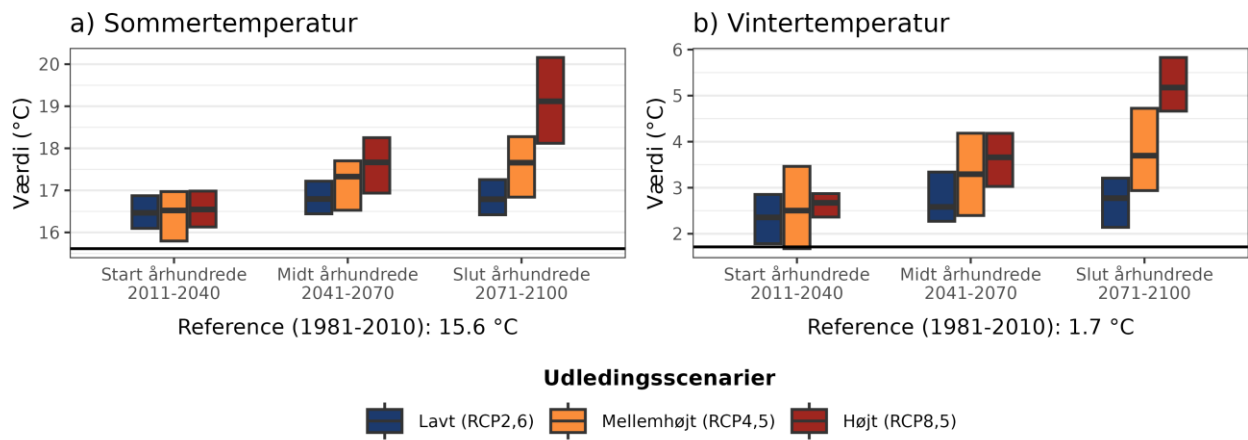 a) Sommertemperatur
Værdi (°C)
20
19
18
17
16
Start århundrede
2011-2040
Midt århundrede
2041-2070
Slut århundrede
2071-2100
Reference (1981-2010): 15.6 °C
b) Vintertemperatur
Værdi (°C)
6
5
4
3
2
Start århundrede
2011-2040
Midt århundrede
2041-2070
Slut århundrede
2071-2100
Reference (1981-2010): 1.7 °C
Udledingsscenarier
Lavt (RCP2,6)
Mellemhøjt (RCP4,5)
Højt (RCP8,5)